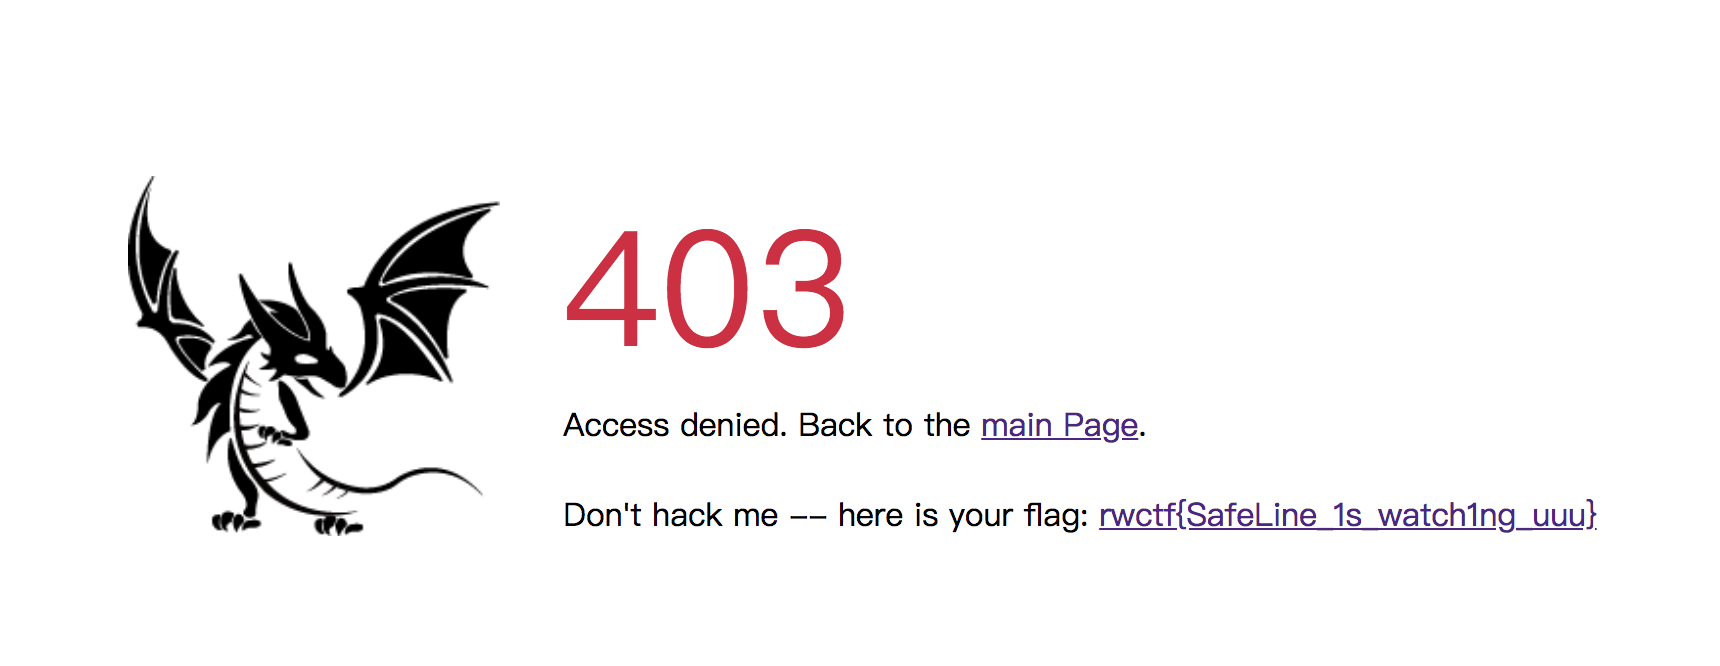 403
Access denied. Back to the main Page.
Don't hack me -- here is your flag: rwctf{SafeLine_1s_watch1ng_uuu}